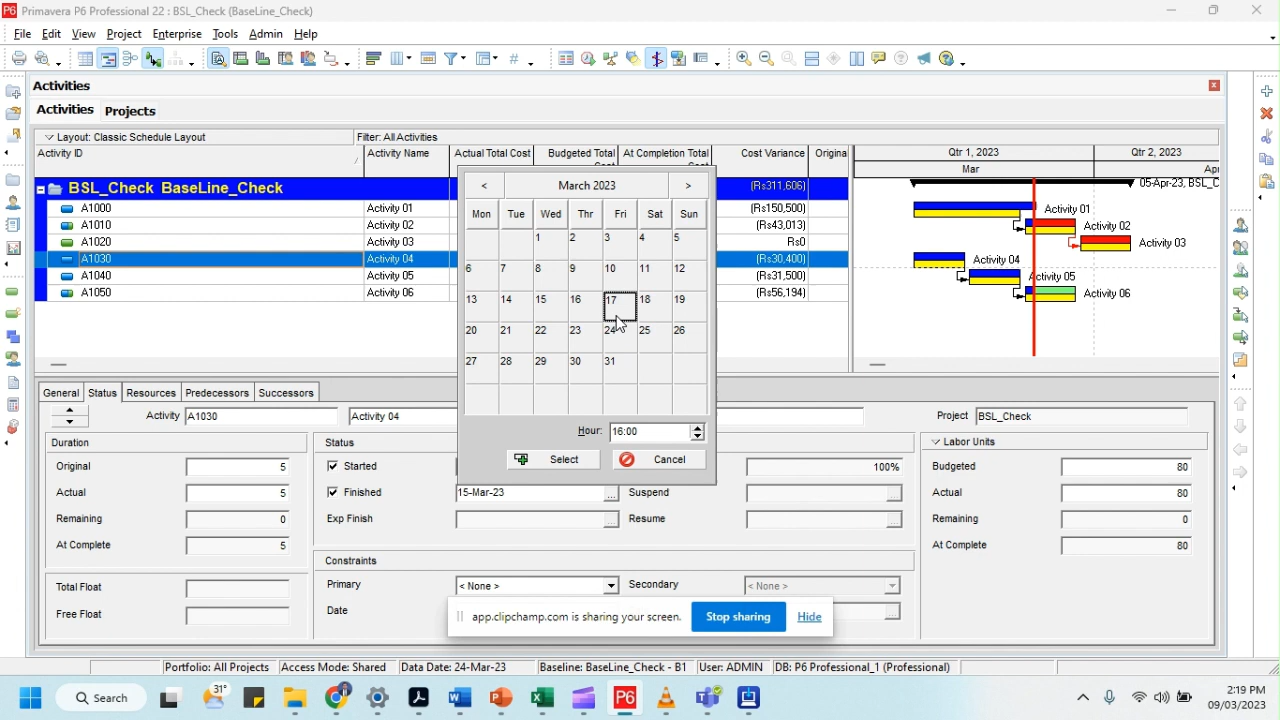 Primavera P6 Professional 22 : BSL_Check (BaseLine_Check)
File Edit View Project Enterprise Tools Admin Help
Activities
Activities Projects
Layout: Classic Schedule Layout Filter: All Activities
Activity ID Activity Name Actual Total Cost Budgeted Total At Completion Total Cost Variance Origina Qtr 1, 2023 Qtr 2, 2023
Mar
BSL_Check BaseLine_Check (Rs311,606) 05-Apr-23, BSL_C
A1000 Activity 01 (Rs150,500) Activity 01
A1010 Activity 02 (Rs43,013) Activity 02
A1020 Activity 03 Rs0 Activity 03
A1030 Activity 04 (Rs30,400) Activity 04
A1040 Activity 05 (Rs31,500) Activity 05
A1050 Activity 06 (Rs56,194) Activity 06
< March 2023 >
Mon Tue Wed Thr Fri Sat Sun
1 2 3 4 5
6 7 8 9 10 11 12
13 14 15 16 17 18 19
20 21 22 23 24 25 26
27 28 29 30 31
Hour: 16:00
Select Cancel
General Status Resources Predecessors Successors
Activity A1030 Activity 04 Project BSL_Check
Duration Status Labor Units
Original 5 Started 100% Budgeted 80
Actual 5 Finished 15-Mar-23 ... Suspend ... Actual 80
Remaining 0 Exp Finish ... Resume ... Remaining 0
At Complete 5 At Complete 80
Constraints
Total Float Primary < None > Secondary < None >
Free Float Date ...
app.clipchamp.com is sharing your screen. Stop sharing Hide
Portfolio: All Projects Access Mode: Shared Data Date: 24-Mar-23 Baseline: BaseLine_Check - B1 User: ADMIN DB: P6 Professional_1 (Professional)
Search 31° P6 2:19 PM
09/03/2023